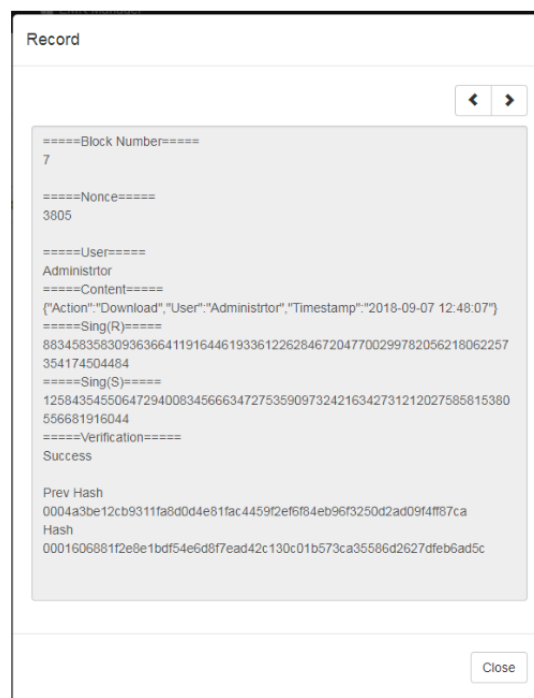 Record
=====Block Number=====
7
=====Nonce=====
3805
=====User=====
Administrtor
=====Content=====
{"Action":"Download","User":"Administrtor","Timestamp":"2018-09-07 12:48:07"}
=====Sing(R)=====
88345835830936366411916446193361226284672047700299782056218062257
354174504484
=====Sing(S)=====
12584354550647294008345666347275359097324216342731212027585815380
556681916044
=====Verification=====
Success
Prev Hash
0004a3be12cb9311fa8d0d4e81fac4459f2ef6f84eb96f3250d2ad09f4ff87ca
Hash
0001606881f2e8e1bdf54e6d8f7ead42c130c01b573ca35586d2627dfeb6ad5c
Close